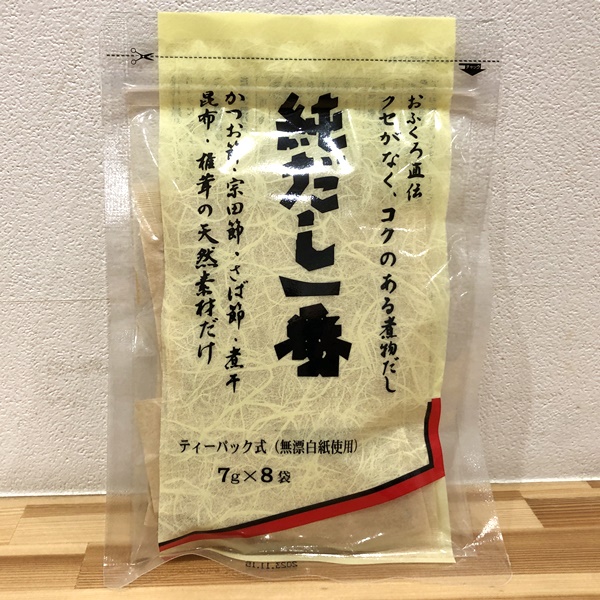 おふくろ直伝
クセがなく、コクのある煮物だし
純だし一番
かつお節・宗田節・さば節・煮干
昆布・椎茸の天然素材だけ
ティーパック式（無漂白紙使用）
7g×8袋